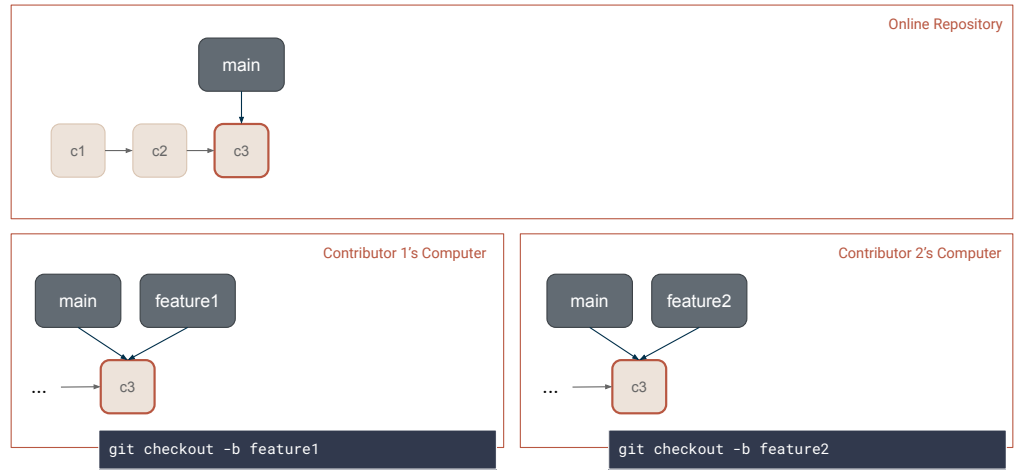 Online Repository
main
c1
c2
c3
Contributor 1's Computer
main
feature1
...
c3
git checkout -b feature1
Contributor 2's Computer
main
feature2
...
c3
git checkout -b feature2